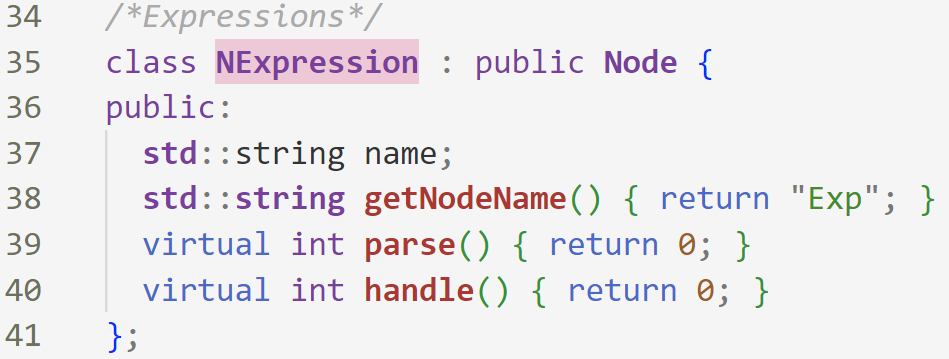 34 /*Expressions*/
35 class NExpression : public Node {
36 public:
37 std::string name;
38 std::string getNodeName() { return "Exp"; }
39 virtual int parse() { return 0; }
40 virtual int handle() { return 0; }
41 };